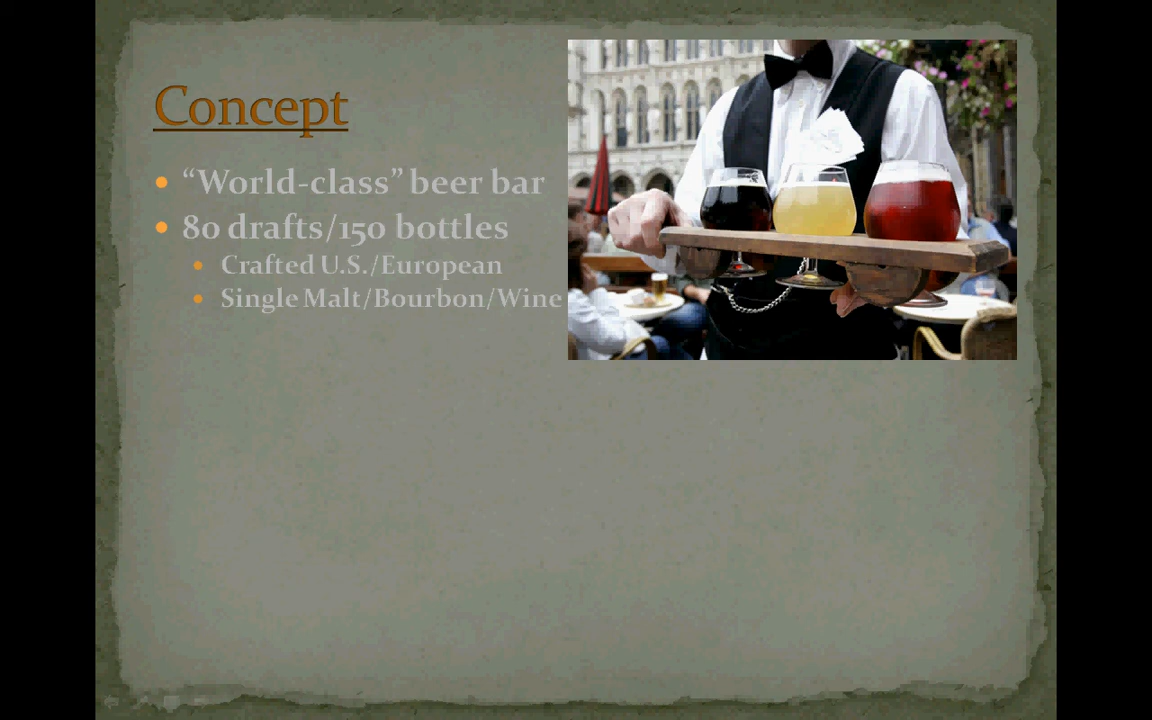 Concept
“World-class” beer bar
80 drafts/150 bottles
Crafted U.S./European
Single Malt/Bourbon/Wine